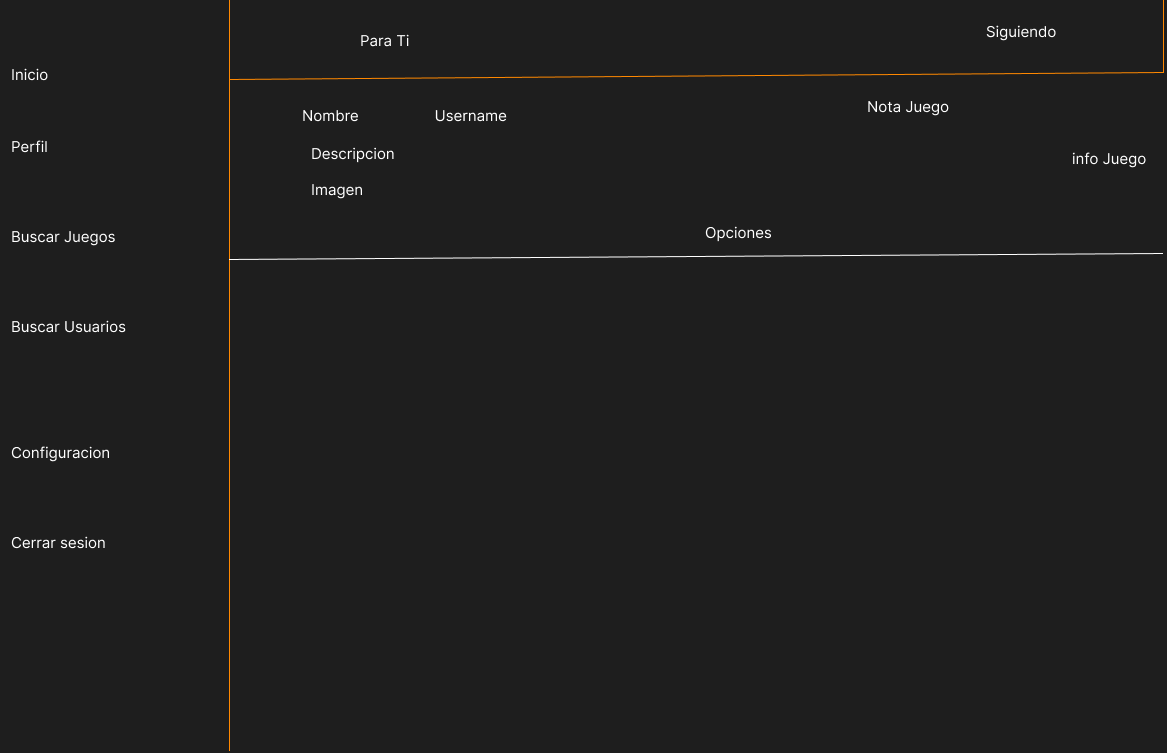 Inicio
Perfil
Buscar Juegos
Buscar Usuarios
Configuracion
Cerrar sesion
Para Ti
Siguiendo
Nombre
Username
Nota Juego
Descripcion
info Juego
Imagen
Opciones